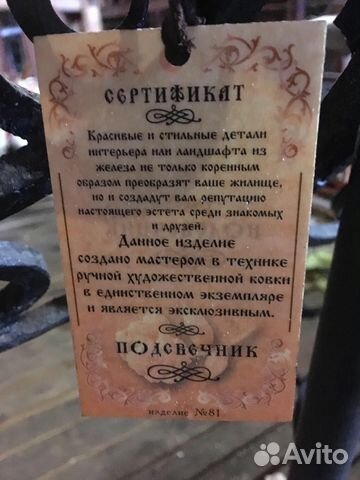 СЕРТИФИКАТ
Красивые и стильные детали
интерьера или ландшафта из
железа не только коренным
образом преобразят ваше жилище,
но и создадут вам репутацию
настоящего эстета среди знакомых
и друзей.
Данное изделие
создано мастером в технике
ручной художественной ковки
в единственном экземпляре
и является эксклюзивным.
ПОДСВЕЧНИК
изделие №81
Avito